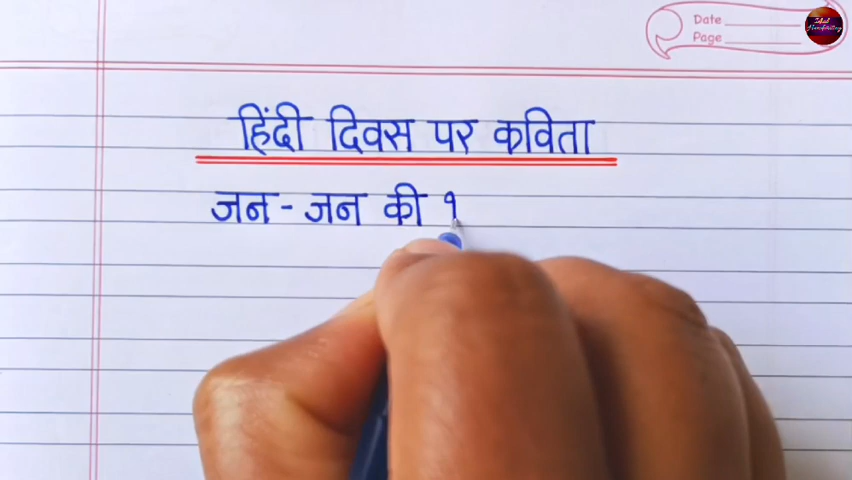 Date
Page
हिंदी दिवस पर कविता
जन - जन की